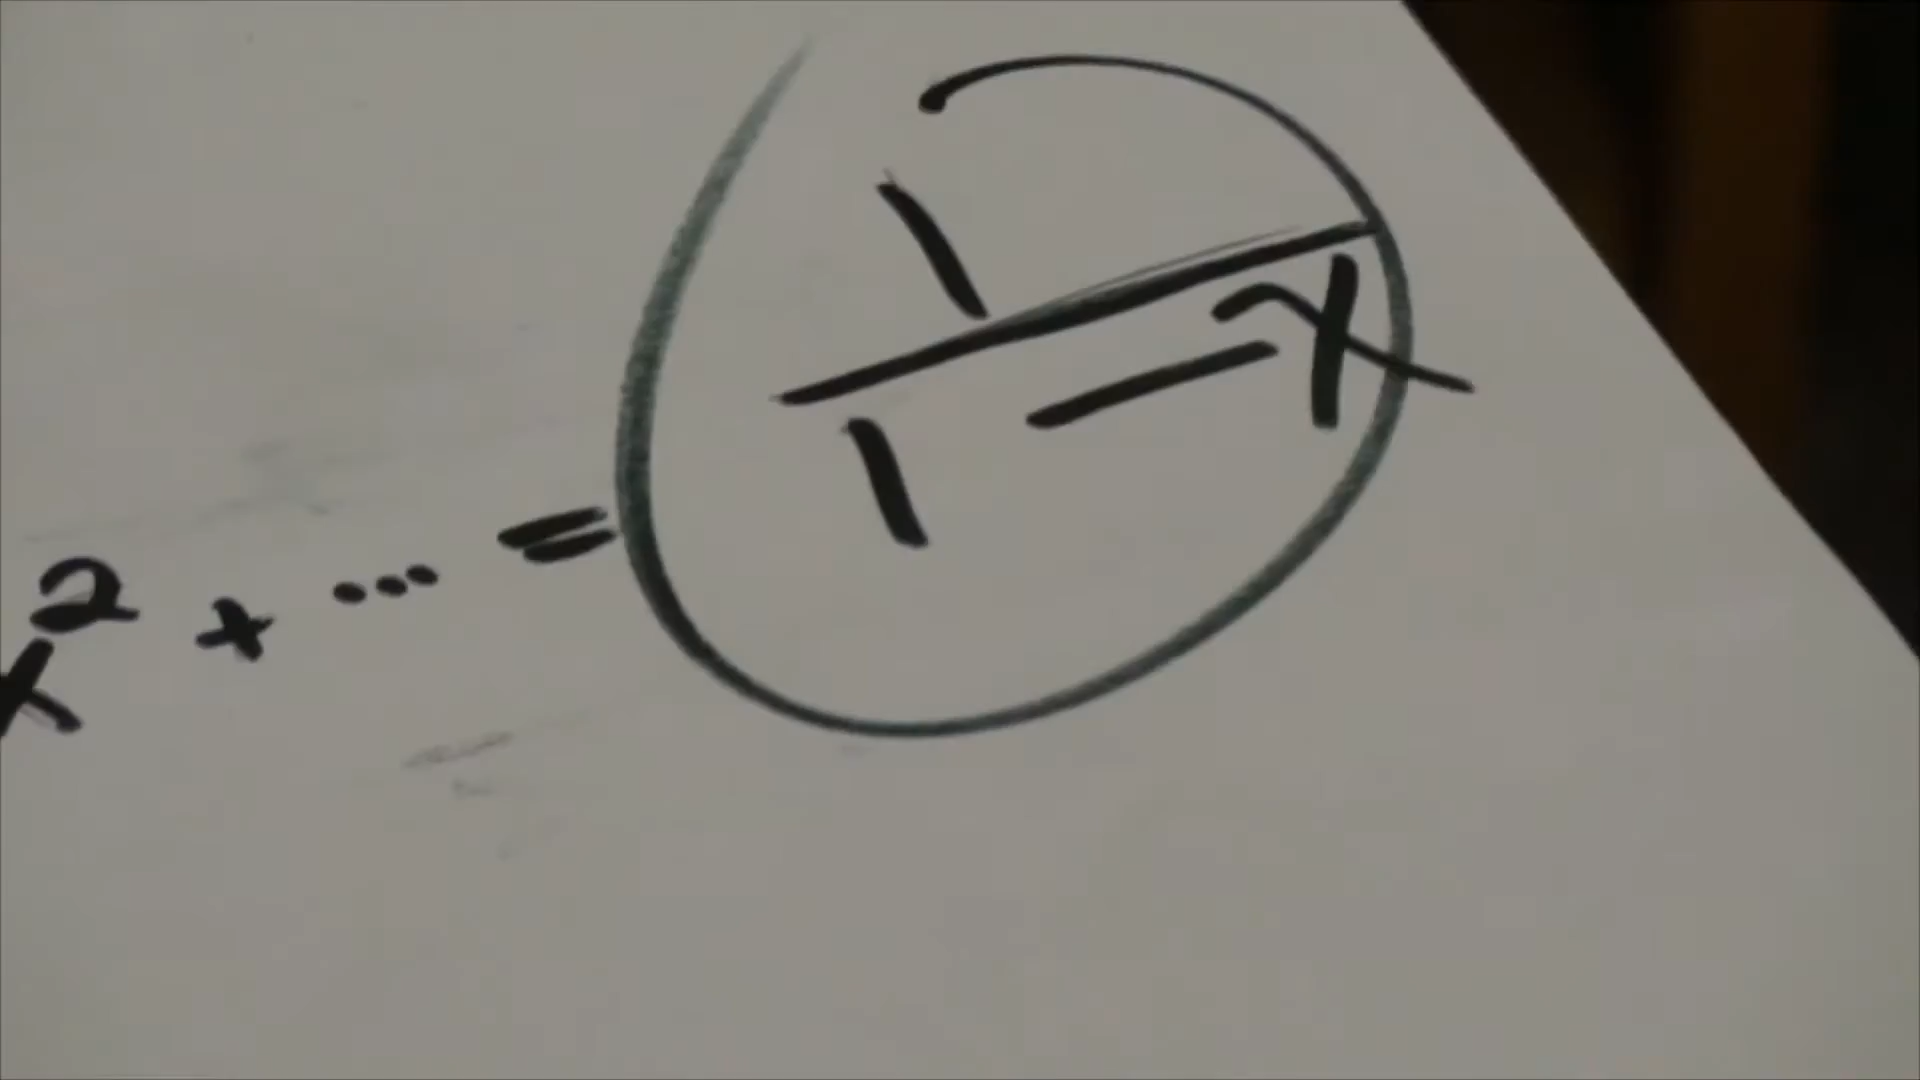 x² + ... = 1/(1 - x)